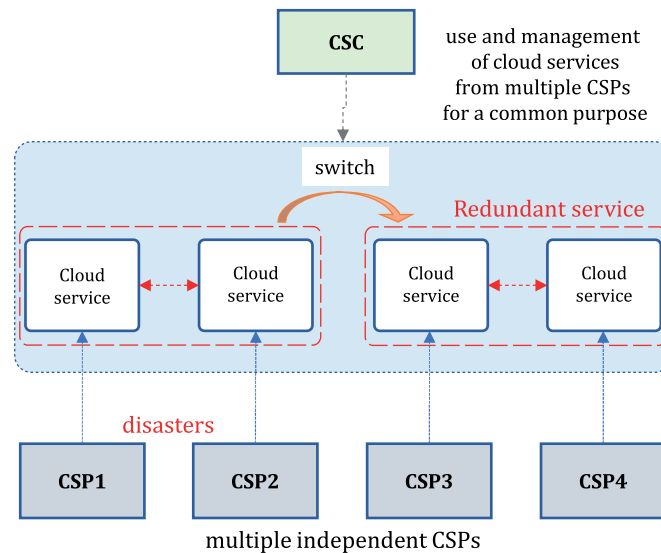 CSC
use and management
of cloud services
from multiple CSPs
for a common purpose
switch
Redundant service
Cloud
service
Cloud
service
Cloud
service
Cloud
service
disasters
CSP1
CSP2
CSP3
CSP4
multiple independent CSPs